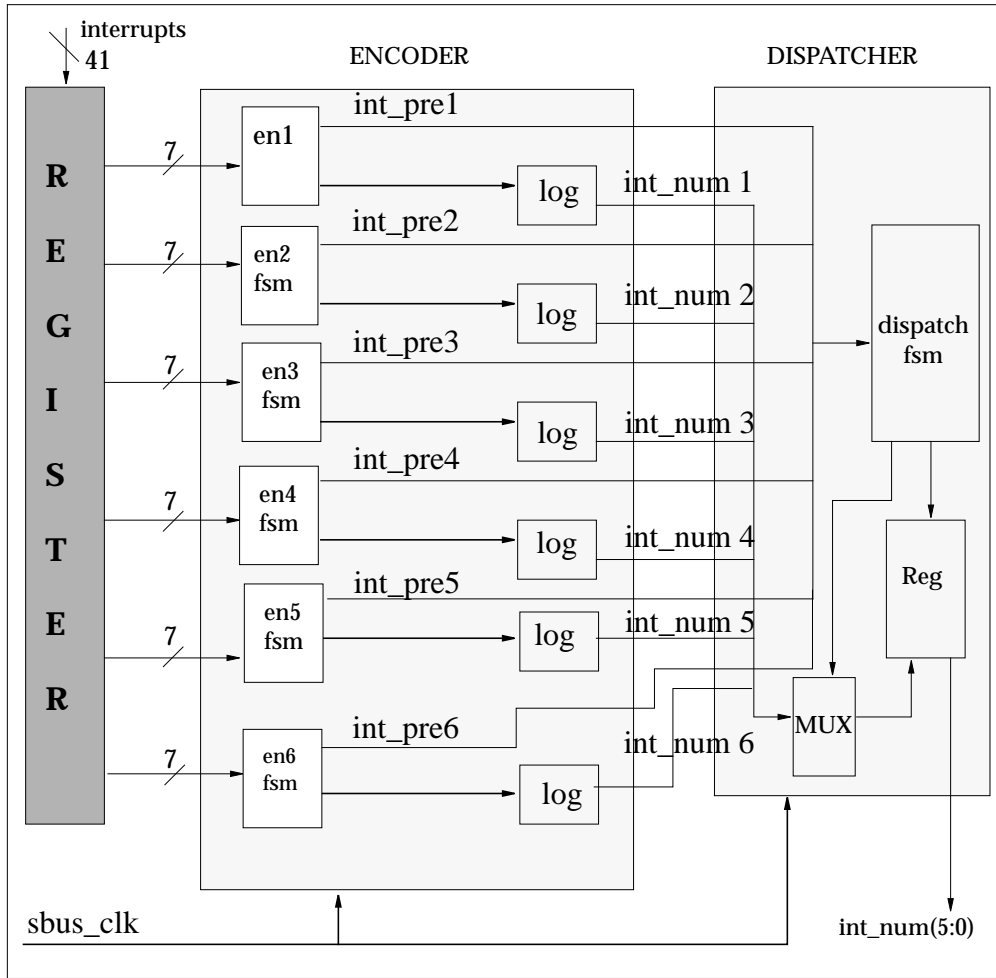 interrupts
41
ENCODER
DISPATCHER
R
E
G
I
S
T
E
R
7
7
7
7
7
7
en1
en2
fsm
en3
fsm
en4
fsm
en5
fsm
en6
fsm
int_pre1
int_pre2
int_pre3
int_pre4
int_pre5
int_pre6
log
log
log
log
log
log
int_num 1
int_num 2
int_num 3
int_num 4
int_num 5
int_num 6
dispatch
fsm
Reg
MUX
sbus_clk
int_num(5:0)